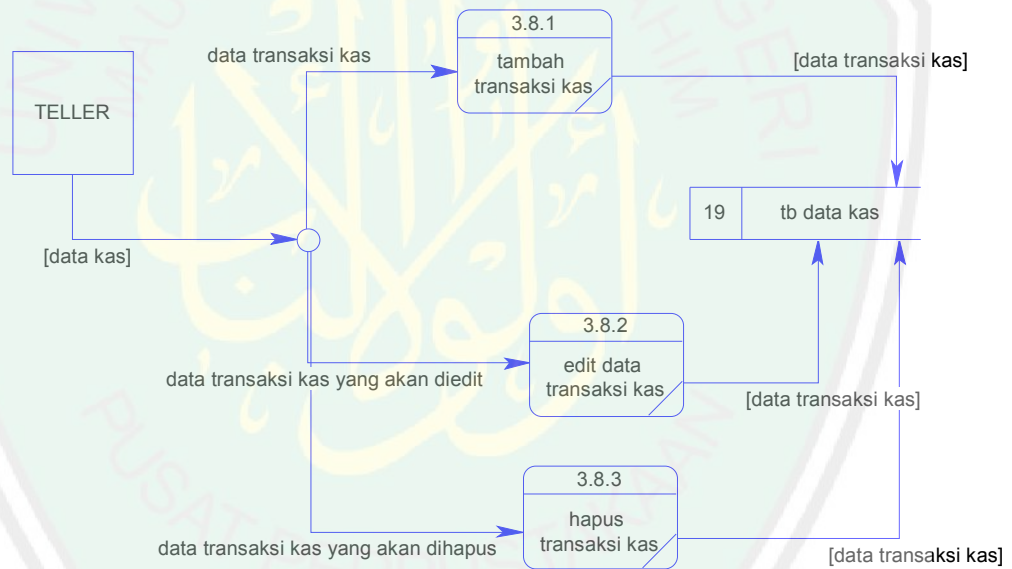 3.8.1
data transaksi kas
tambah
transaksi kas
[data transaksi kas]
TELLER
19
tb data kas
[data kas]
3.8.2
edit data
transaksi kas
data transaksi kas yang akan diedit
[data transaksi kas]
3.8.3
hapus
transaksi kas
data transaksi kas yang akan dihapus
[data transaksi kas]
PUSAT